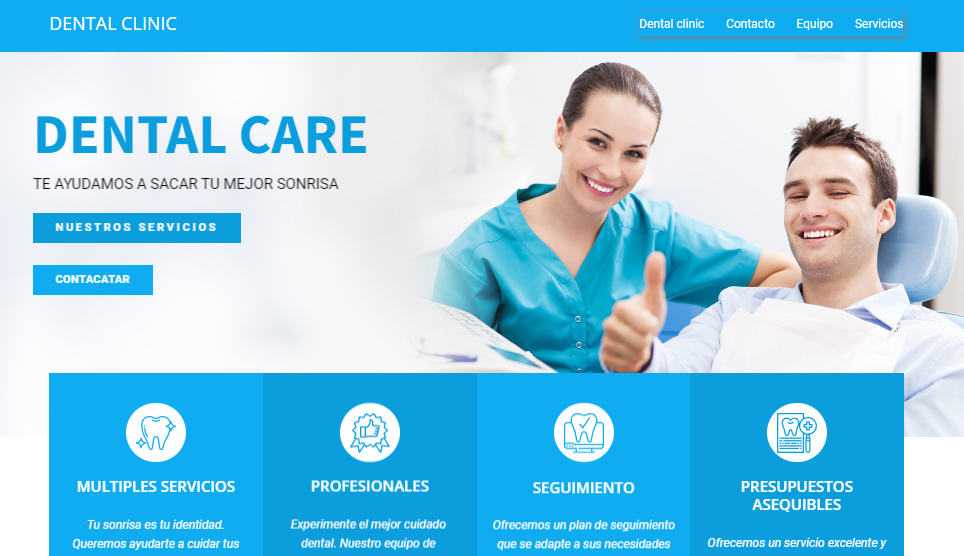 DENTAL CLINIC
Dental clinic Contacto Equipo Servicios
DENTAL CARE
TE AYUDAMOS A SACAR TU MEJOR SONRISA
NUESTROS SERVICIOS
CONTACATAR
MULTIPLES SERVICIOS
Tu sonrisa es tu identidad.
Queremos ayudarte a cuidar tus
PROFESIONALES
Experimente el mejor cuidado
dental. Nuestro equipo de
SEGUIMIENTO
Ofrecemos un plan de seguimiento
que se adapte a sus necesidades
PRESUPUESTOS
ASEQUIBLES
Ofrecemos un servicio excelente y